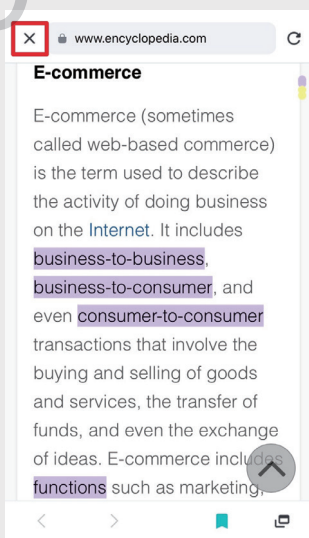 www.encyclopedia.com
E-commerce
E-commerce (sometimes
called web-based commerce)
is the term used to describe
the activity of doing business
on the Internet. It includes
business-to-business,
business-to-consumer, and
even consumer-to-consumer
transactions that involve the
buying and selling of goods
and services, the transfer of
funds, and even the exchange
of ideas. E-commerce includes
functions such as marketing,